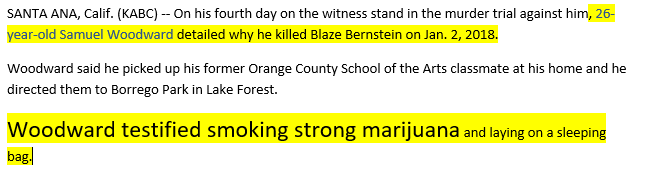 SANTA ANA, Calif. (KABC) -- On his fourth day on the witness stand in the murder trial against him, 26-
year-old Samuel Woodward detailed why he killed Blaze Bernstein on Jan. 2, 2018.
Woodward said he picked up his former Orange County School of the Arts classmate at his home and he
directed them to Borrego Park in Lake Forest.
Woodward testified smoking strong marijuana and laying on a sleeping
bag.